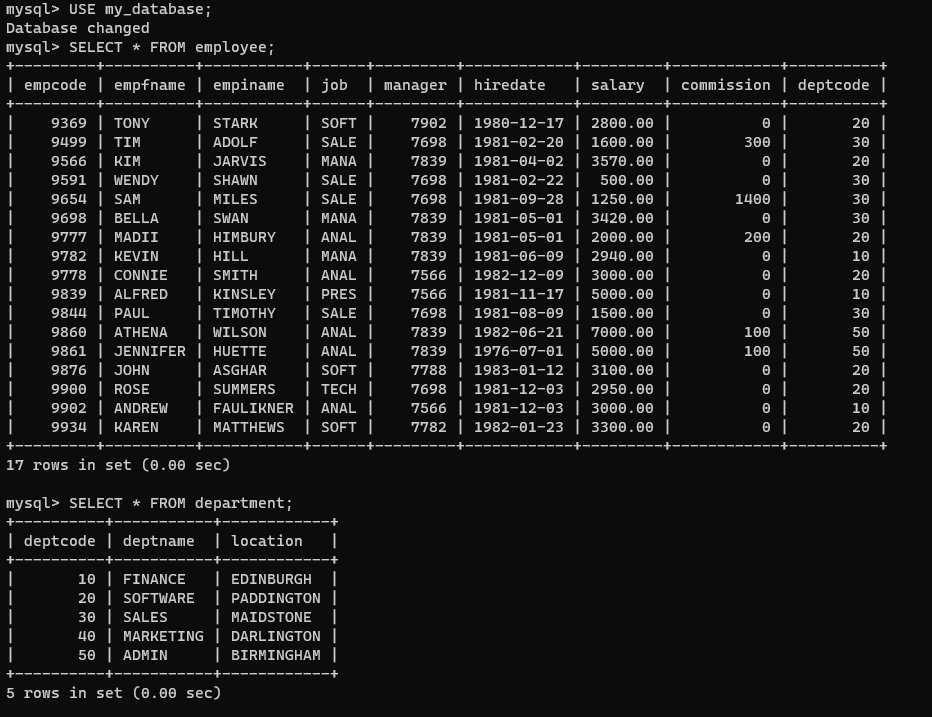 mysql> USE my_database;
Database changed
mysql> SELECT * FROM employee;
+---------+----------+-----------+------+---------+------------+---------+------------+----------+
| empcode | empfname | empiname  | job  | manager | hiredate   | salary  | commission | deptcode |
+---------+----------+-----------+------+---------+------------+---------+------------+----------+
|    9369 | TONY     | STARK     | SOFT |    7902 | 1980-12-17 | 2800.00 |          0 |       20 |
|    9499 | TIM      | ADOLF     | SALE |    7698 | 1981-02-20 | 1600.00 |        300 |       30 |
|    9566 | KIM      | JARVIS    | MANA |    7839 | 1981-04-02 | 3570.00 |          0 |       20 |
|    9591 | WENDY    | SHAWN     | SALE |    7698 | 1981-02-22 |  500.00 |          0 |       30 |
|    9654 | SAM      | MILES     | SALE |    7698 | 1981-09-28 | 1250.00 |       1400 |       30 |
|    9698 | BELLA    | SWAN      | MANA |    7839 | 1981-05-01 | 3420.00 |          0 |       30 |
|    9777 | MADII    | HIMBURY   | ANAL |    7839 | 1981-05-01 | 2000.00 |        200 |       20 |
|    9782 | KEVIN    | HILL      | MANA |    7839 | 1981-06-09 | 2940.00 |          0 |       10 |
|    9778 | CONNIE   | SMITH     | ANAL |    7566 | 1982-12-09 | 3000.00 |          0 |       20 |
|    9839 | ALFRED   | KINSLEY   | PRES |    7566 | 1981-11-17 | 5000.00 |          0 |       10 |
|    9844 | PAUL     | TIMOTHY   | SALE |    7698 | 1981-08-09 | 1500.00 |          0 |       30 |
|    9860 | ATHENA   | WILSON    | ANAL |    7839 | 1982-06-21 | 7000.00 |        100 |       50 |
|    9861 | JENNIFER | HUETTE    | ANAL |    7839 | 1976-07-01 | 5000.00 |        100 |       50 |
|    9876 | JOHN     | ASGHAR    | SOFT |    7788 | 1983-01-12 | 3100.00 |          0 |       20 |
|    9900 | ROSE     | SUMMERS   | TECH |    7698 | 1981-12-03 | 2950.00 |          0 |       20 |
|    9902 | ANDREW   | FAULIKNER | ANAL |    7566 | 1981-12-03 | 3000.00 |          0 |       10 |
|    9934 | KAREN    | MATTHEWS  | SOFT |    7782 | 1982-01-23 | 3300.00 |          0 |       20 |
+---------+----------+-----------+------+---------+------------+---------+------------+----------+
17 rows in set (0.00 sec)

mysql> SELECT * FROM department;
+----------+-----------+------------+
| deptcode | deptname  | location   |
+----------+-----------+------------+
|       10 | FINANCE   | EDINBURGH  |
|       20 | SOFTWARE  | PADDINGTON |
|       30 | SALES     | MAIDSTONE  |
|       40 | MARKETING | DARLINGTON |
|       50 | ADMIN     | BIRMINGHAM |
+----------+-----------+------------+
5 rows in set (0.00 sec)